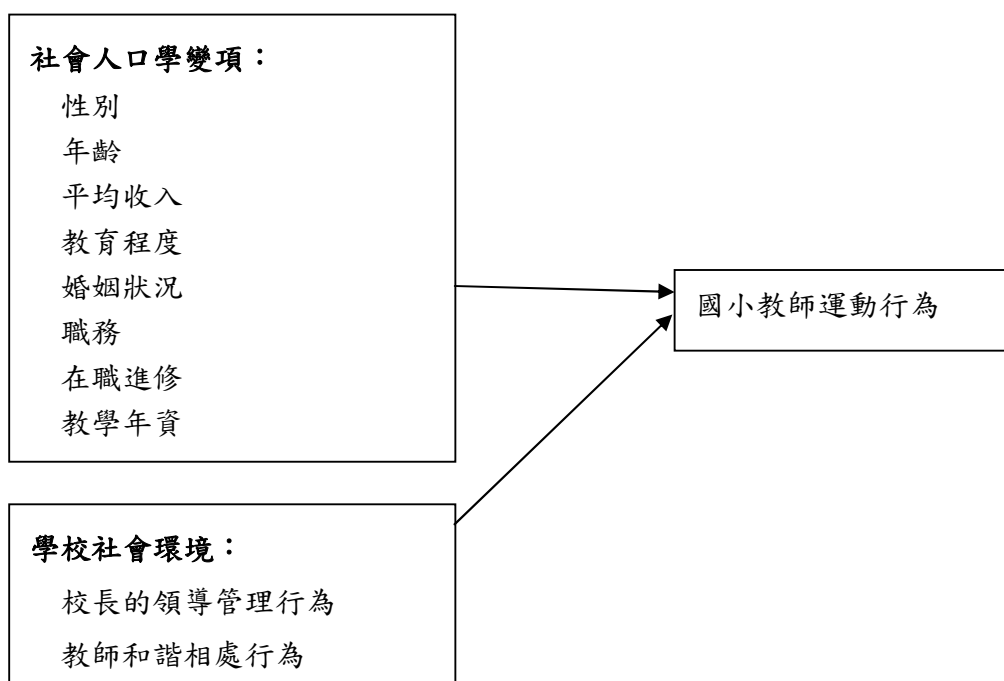 社會人口學變項：
性別
年齡
平均收入
教育程度
婚姻狀況
職務
在職進修
教學年資
國小教師運動行為
學校社會環境：
校長的領導管理行為
教師和諧相處行為